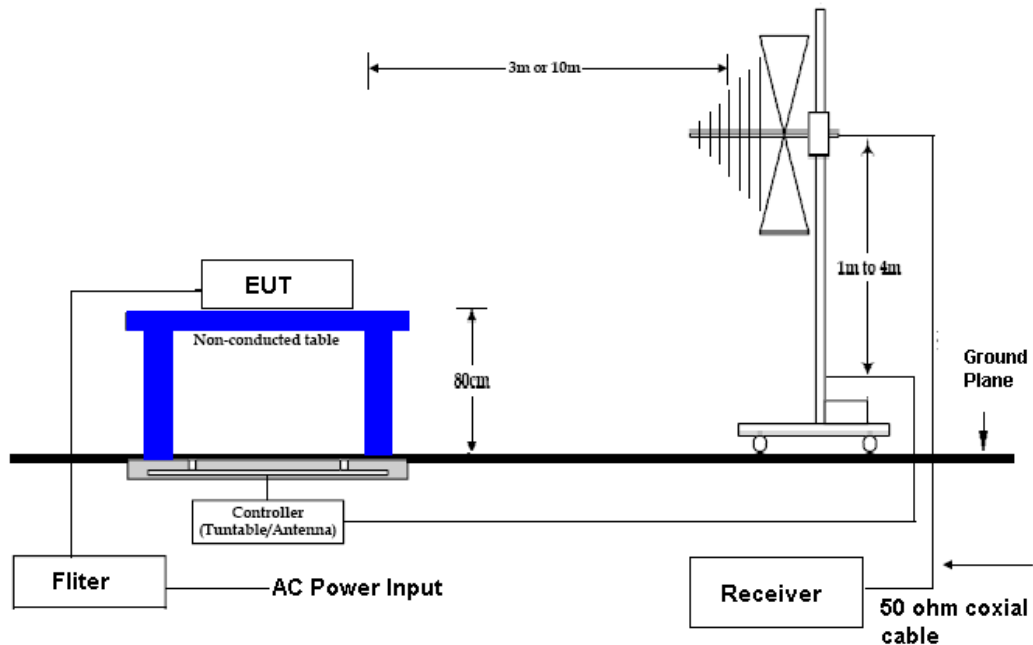 3m or 10m
EUT
Non-conducted table
80cm
1m to 4m
Ground
Plane
Controller
(Tuntable/Antenna)
Fliter
AC Power Input
Receiver
50 ohm coxial
cable